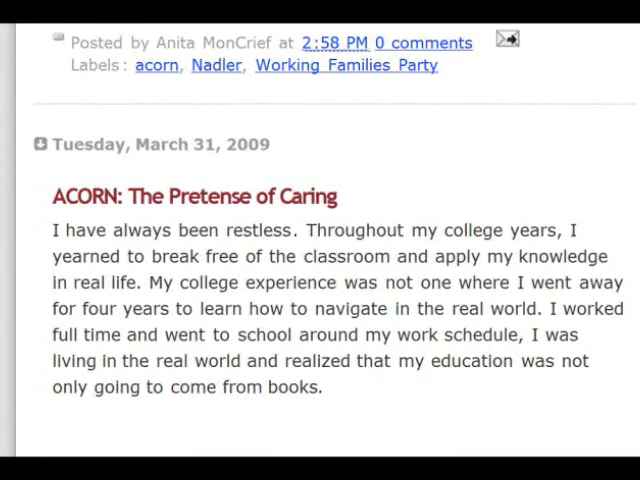 Posted by Anita MonCrief at 2:58 PM 0 comments
Labels: acorn, Nadler, Working Families Party
Tuesday, March 31, 2009
ACORN: The Pretense of Caring
I have always been restless. Throughout my college years, I
yearned to break free of the classroom and apply my knowledge
in real life. My college experience was not one where I went away
for four years to learn how to navigate in the real world. I worked
full time and went to school around my work schedule, I was
living in the real world and realized that my education was not
only going to come from books.